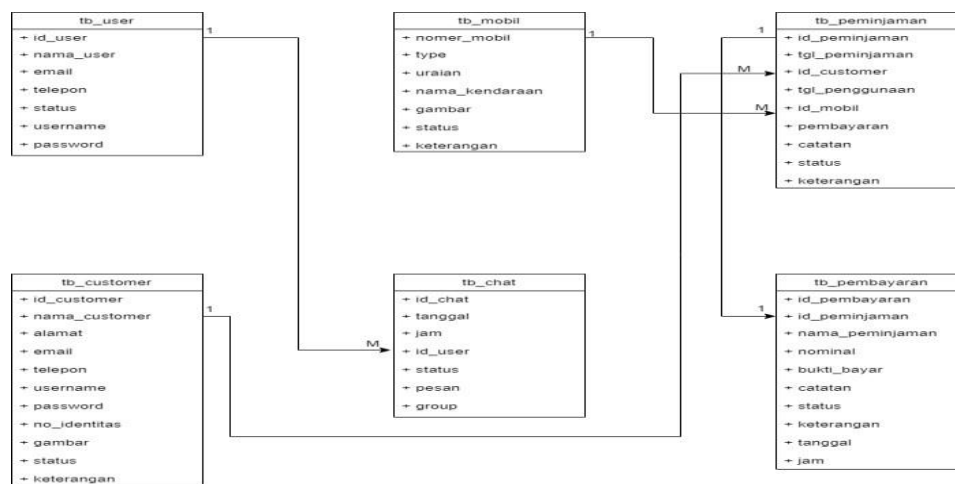 tb_user
+ id_user
+ nama_user
+ email
+ telepon
+ status
+ username
+ password
1
tb_mobil
+ nomer_mobil
+ type
+ uraian
+ nama_kendaraan
+ gambar
+ status
+ keterangan
1
tb_peminjaman
+ id_peminjaman
+ tgl_peminjaman
+ id_customer
+ tgl_penggunaan
+ id_mobil
+ pembayaran
+ catatan
+ status
+ keterangan
1
M
M
tb_customer
+ id_customer
+ nama_customer
+ alamat
+ email
+ telepon
+ username
+ password
+ no_identitas
+ gambar
+ status
+ keterangan
1
tb_chat
+ id_chat
+ tanggal
+ jam
+ id_user
+ status
+ pesan
+ group
M
tb_pembayaran
+ id_pembayaran
+ id_peminjaman
+ nama_peminjaman
+ nominal
+ bukti_bayar
+ catatan
+ status
+ keterangan
+ tanggal
+ jam
1